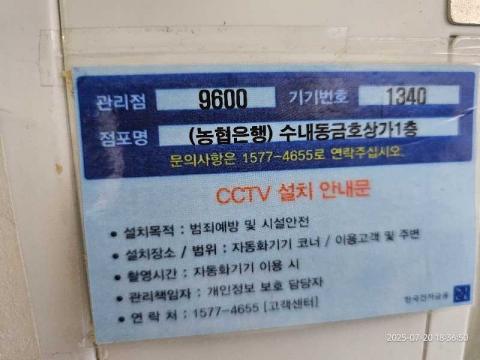 관리점 9600 기기번호 1340
점포명 (농협은행) 수내동금호상가1층
문의사항은 1577-4655로 연락주십시오.
CCTV 설치 안내문
• 설치목적 : 범죄예방 및 시설안전
• 설치장소 / 범위 : 자동화기기 코너 / 이용고객 및 주변
• 촬영시간 : 자동화기기 이용 시
• 관리책임자 : 개인정보 보호 담당자
• 연 락 처 : 1577-4655 [고객센터]
한국전자금융
2025-07-20 18:36:50